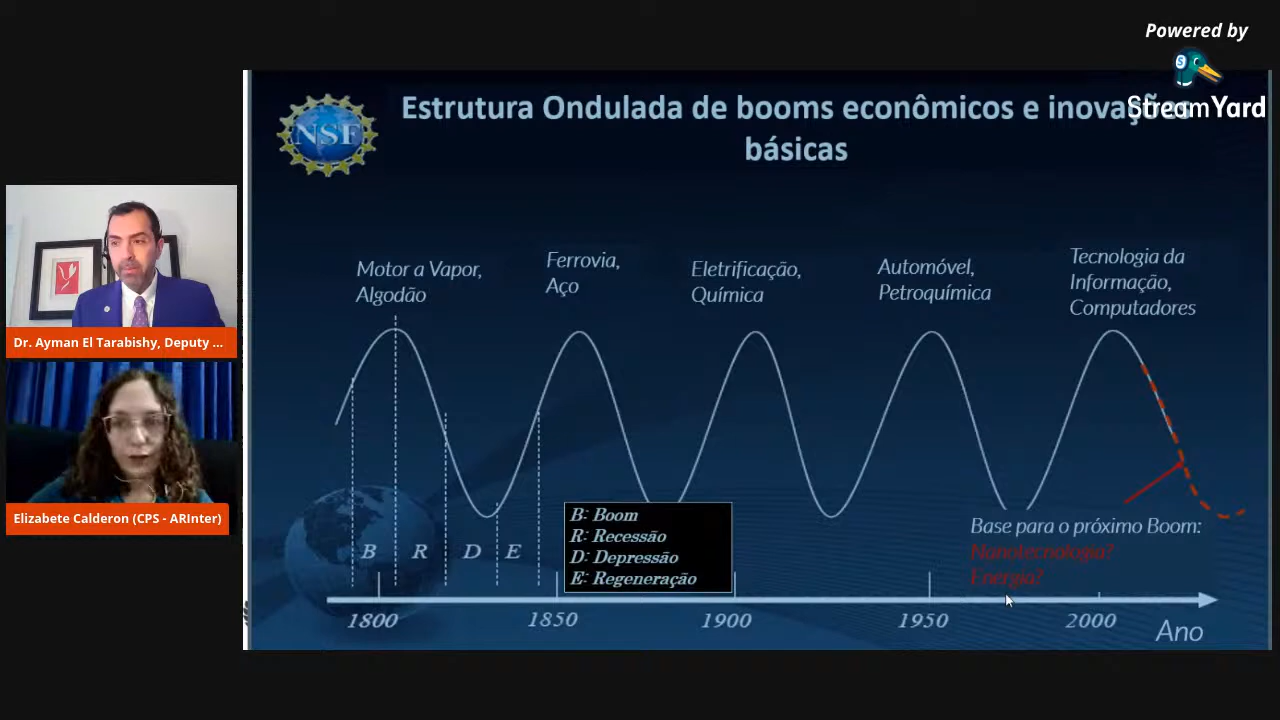 Powered by
StreamYard
NSF
Estrutura Ondulada de booms econômicos e inovações
básicas
Motor a Vapor,
Algodão
Ferrovia,
Aço
Eletrificação,
Química
Automóvel,
Petroquímica
Tecnologia da
Informação,
Computadores
Dr. Ayman El Tarabishy, Deputy ...
Elizabete Calderon (CPS - ARInter)
B R D E
B: Boom
R: Recessão
D: Depressão
E: Regeneração
Base para o próximo Boom:
Nanotecnologia?
Energia?
1800 1850 1900 1950 2000
Ano